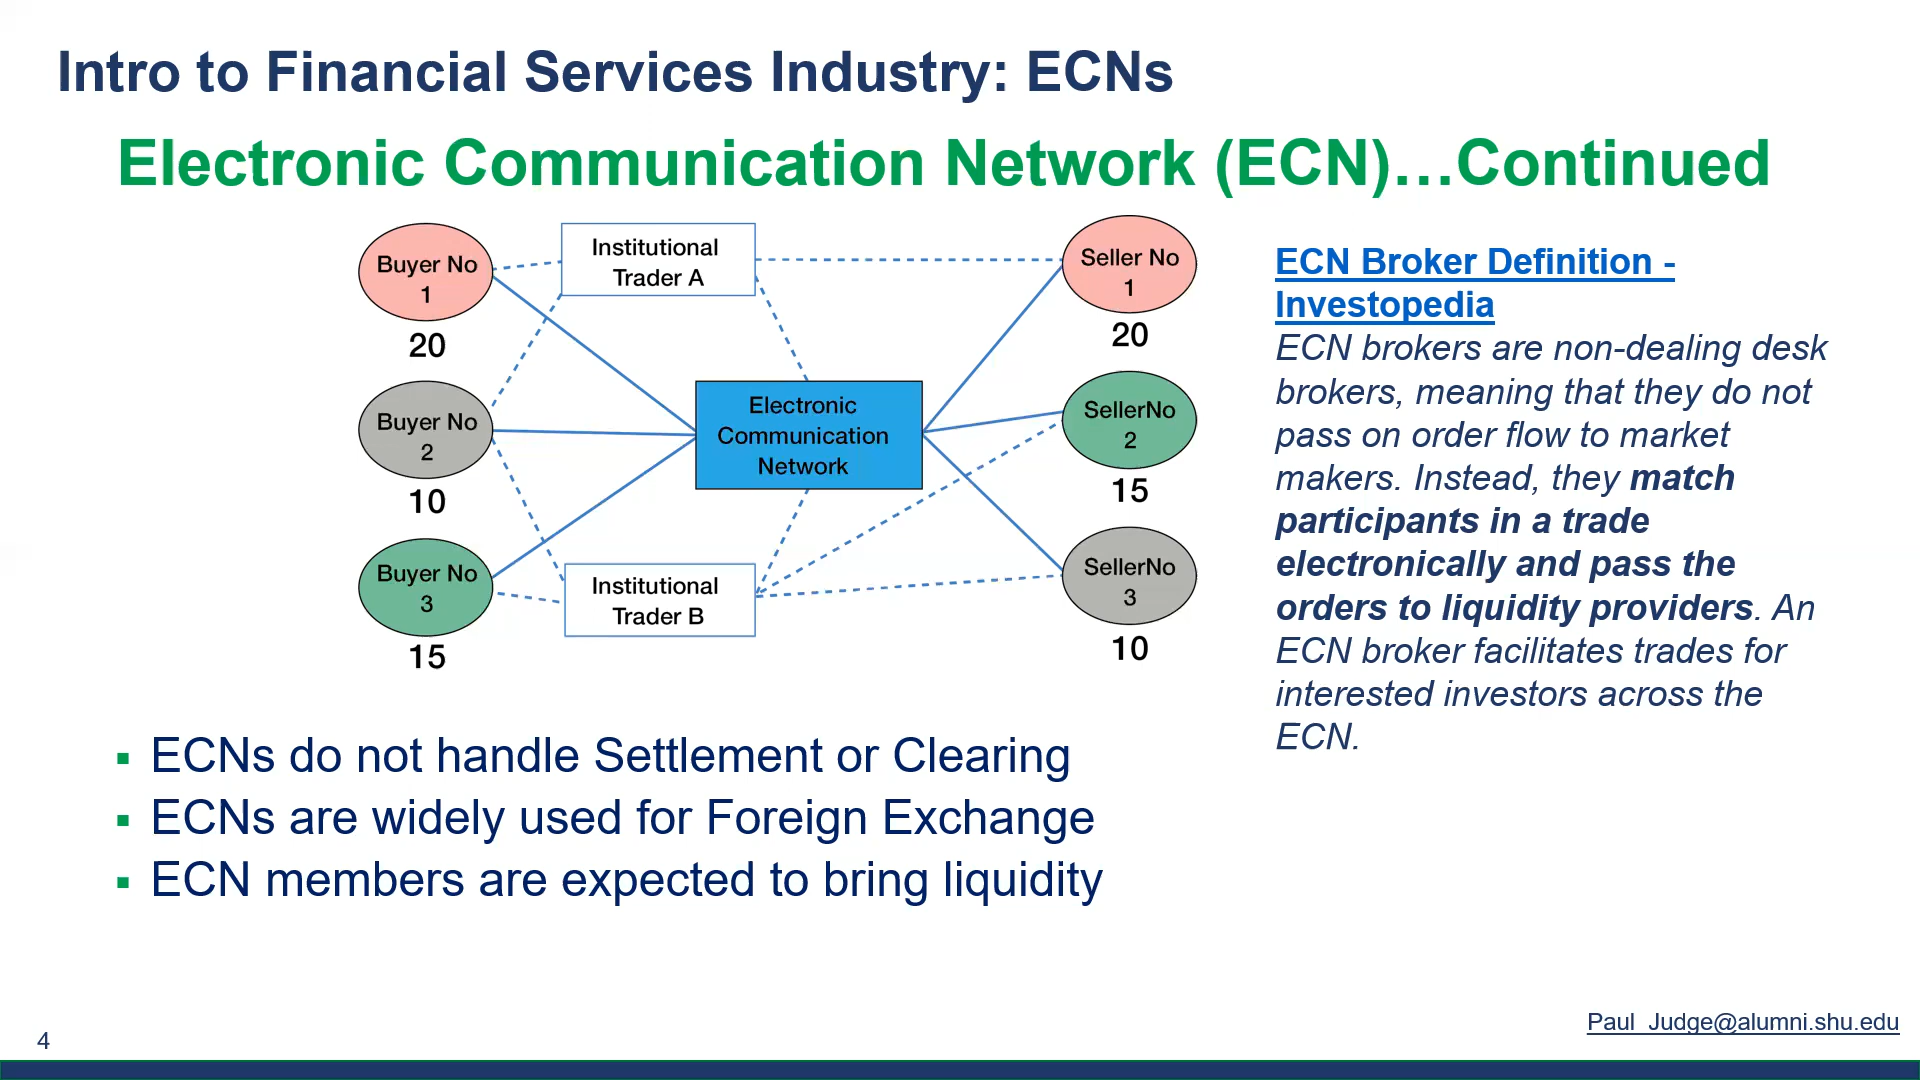 Intro to Financial Services Industry: ECNs
Electronic Communication Network (ECN)…Continued
Buyer No
1
20
Buyer No
2
10
Buyer No
3
15
Institutional
Trader A
Electronic
Communication
Network
Institutional
Trader B
Seller No
1
20
SellerNo
2
15
SellerNo
3
10
ECN Broker Definition -
Investopedia
ECN brokers are non-dealing desk
brokers, meaning that they do not
pass on order flow to market
makers. Instead, they match
participants in a trade
electronically and pass the
orders to liquidity providers. An
ECN broker facilitates trades for
interested investors across the
ECN.
▪ ECNs do not handle Settlement or Clearing
▪ ECNs are widely used for Foreign Exchange
▪ ECN members are expected to bring liquidity
Paul_Judge@alumni.shu.edu
4